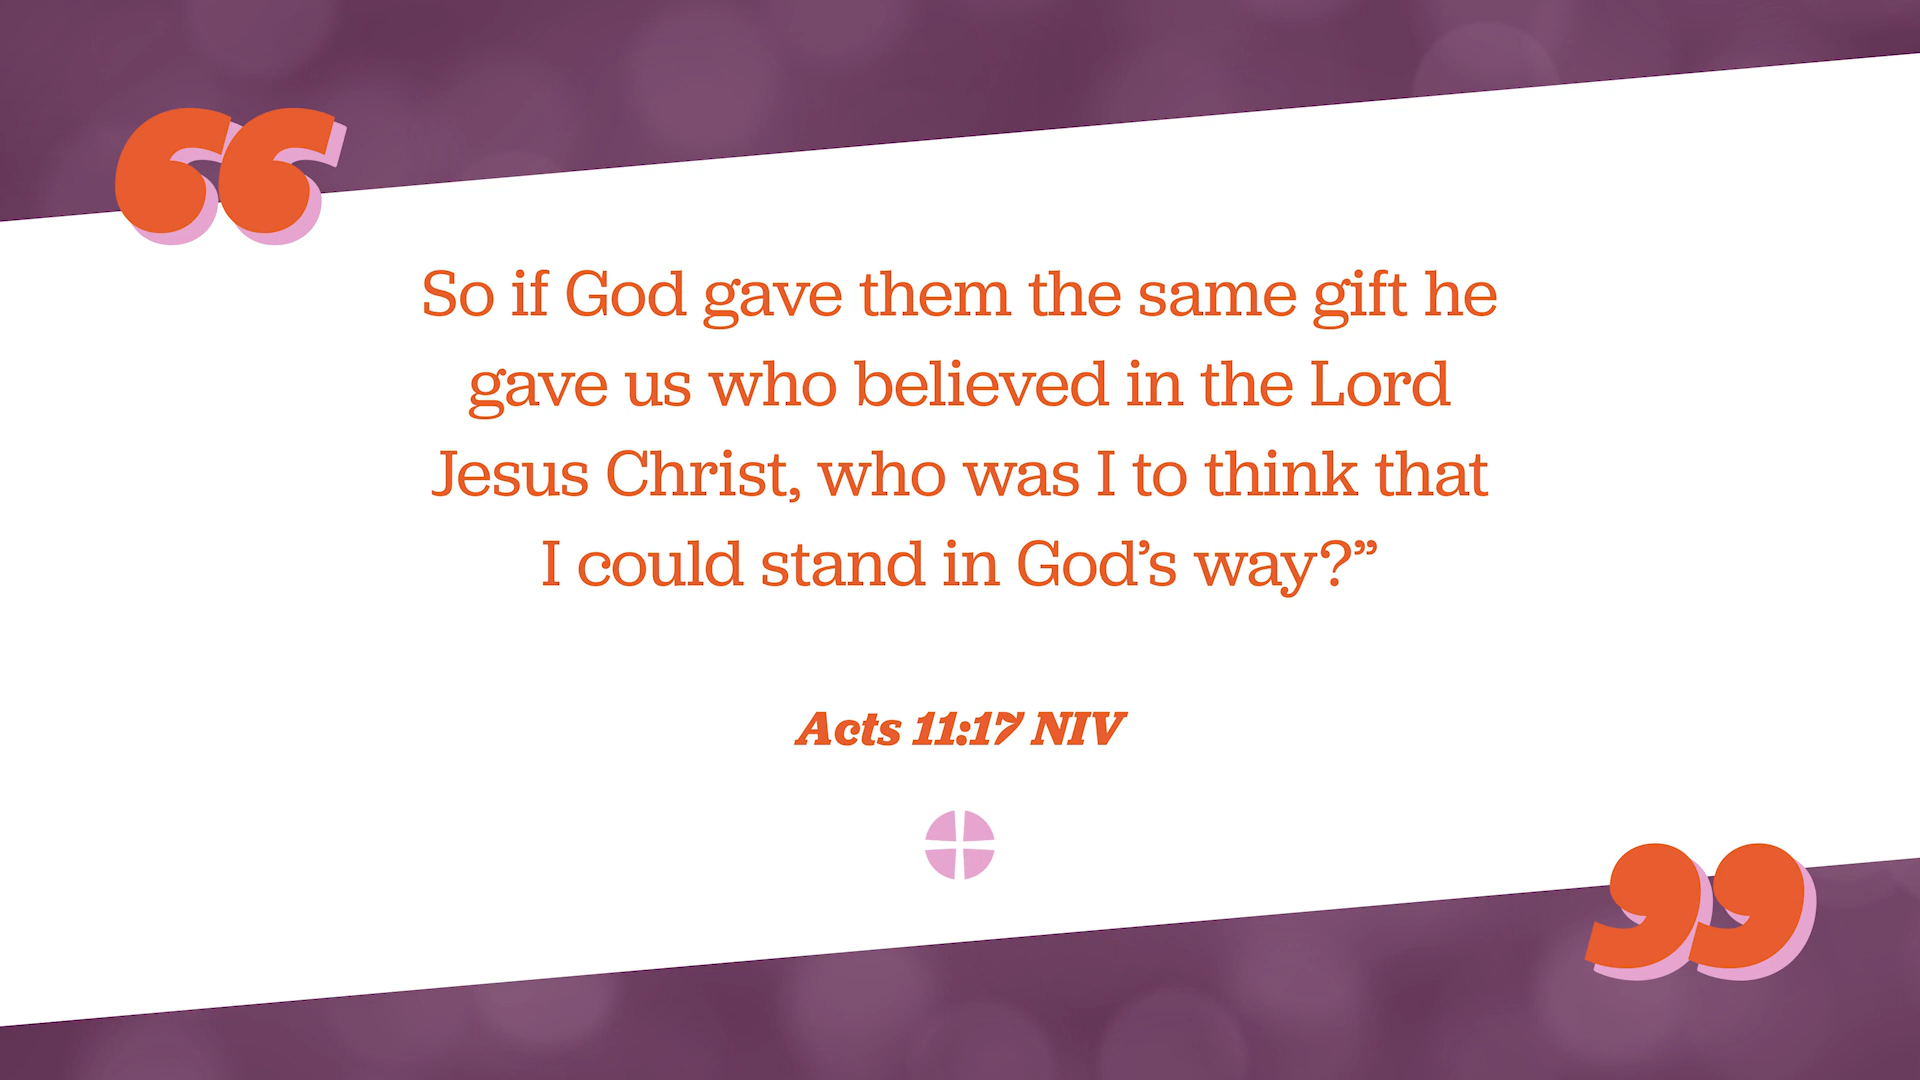 So if God gave them the same gift he
gave us who believed in the Lord
Jesus Christ, who was I to think that
I could stand in God’s way?”
Acts 11:17 NIV